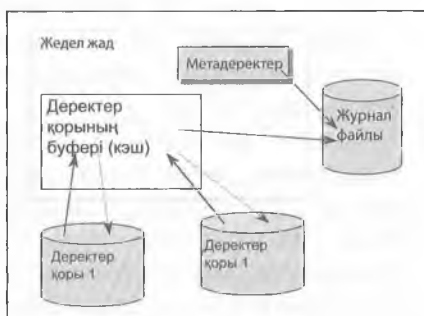 Жедел жад
Метадеректер
Деректер
қорының
буфері (кэш)
Журнал
файлы
Деректер
қоры 1
Деректер
қоры 1